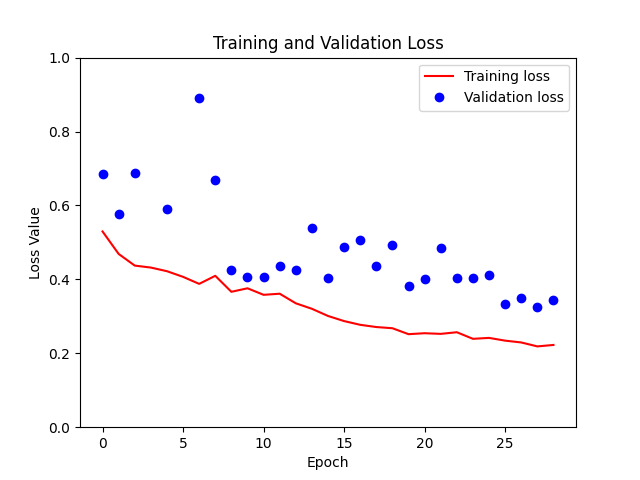 Training and Validation Loss
Training loss
Validation loss
1.0
0.8
0.6
0.4
0.2
0.0
Loss Value
0 5 10 15 20 25
Epoch